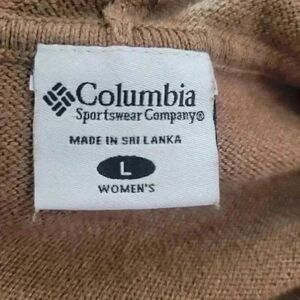 Columbia
Sportswear Company®
MADE IN SRI LANKA
L
WOMEN'S